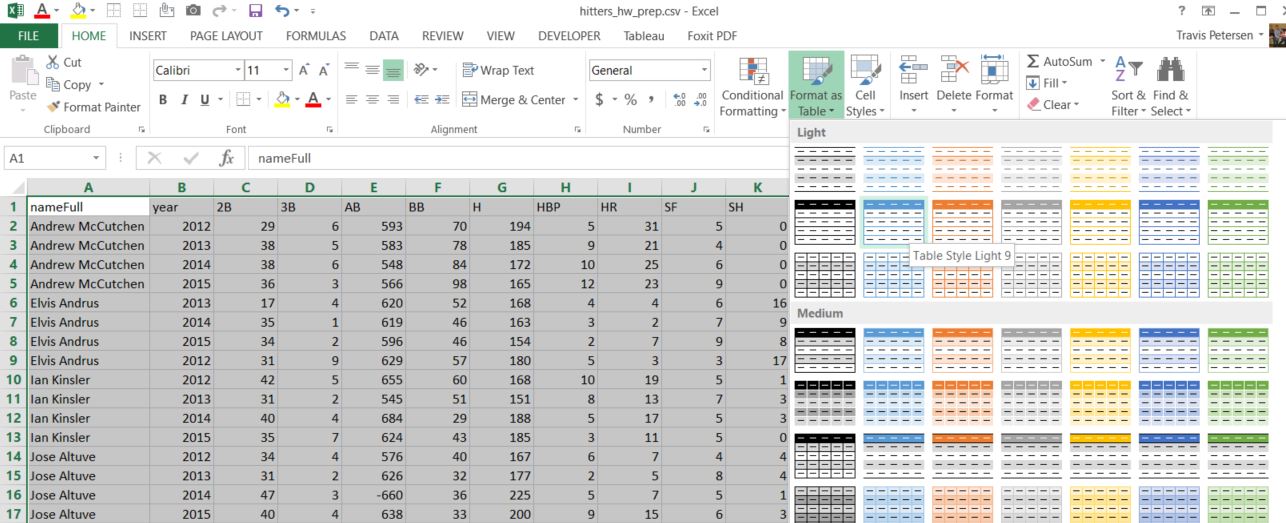 hitters_hw_prep.csv - Excel
FILE HOME INSERT PAGE LAYOUT FORMULAS DATA REVIEW VIEW DEVELOPER Tableau Foxit PDF Travis Petersen
Paste Cut Copy Format Painter
Calibri 11 B I U
Wrap Text Merge & Center
General $ % ,
Conditional Formatting Format as Table Cell Styles
Insert Delete Format
AutoSum Fill Clear
Sort & Filter Find & Select
Clipboard Font Alignment Number
A1 fx nameFull
A B C D E F G H I J K
1 nameFull year 2B 3B AB BB H HBP HR SF SH
2 Andrew McCutchen 2012 29 6 593 70 194 5 31 5 0
3 Andrew McCutchen 2013 38 5 583 78 185 9 21 4 0
4 Andrew McCutchen 2014 38 6 548 84 172 10 25 6 0
5 Andrew McCutchen 2015 36 3 566 98 165 12 23 9 0
6 Elvis Andrus 2013 17 4 620 52 168 4 4 6 16
7 Elvis Andrus 2014 35 1 619 46 163 3 2 7 9
8 Elvis Andrus 2015 34 2 596 46 154 2 7 9 8
9 Elvis Andrus 2012 31 9 629 57 180 5 3 3 17
10 Ian Kinsler 2012 42 5 655 60 168 10 19 5 1
11 Ian Kinsler 2013 31 2 545 51 151 8 13 7 3
12 Ian Kinsler 2014 40 4 684 29 188 5 17 5 3
13 Ian Kinsler 2015 35 7 624 43 185 3 11 5 0
14 Jose Altuve 2012 34 4 576 40 167 6 7 4 4
15 Jose Altuve 2013 31 2 626 32 177 2 5 8 4
16 Jose Altuve 2014 47 3 -660 36 225 5 7 5 1
17 Jose Altuve 2015 40 4 638 33 200 9 15 6 3
Light
Table Style Light 9
Medium